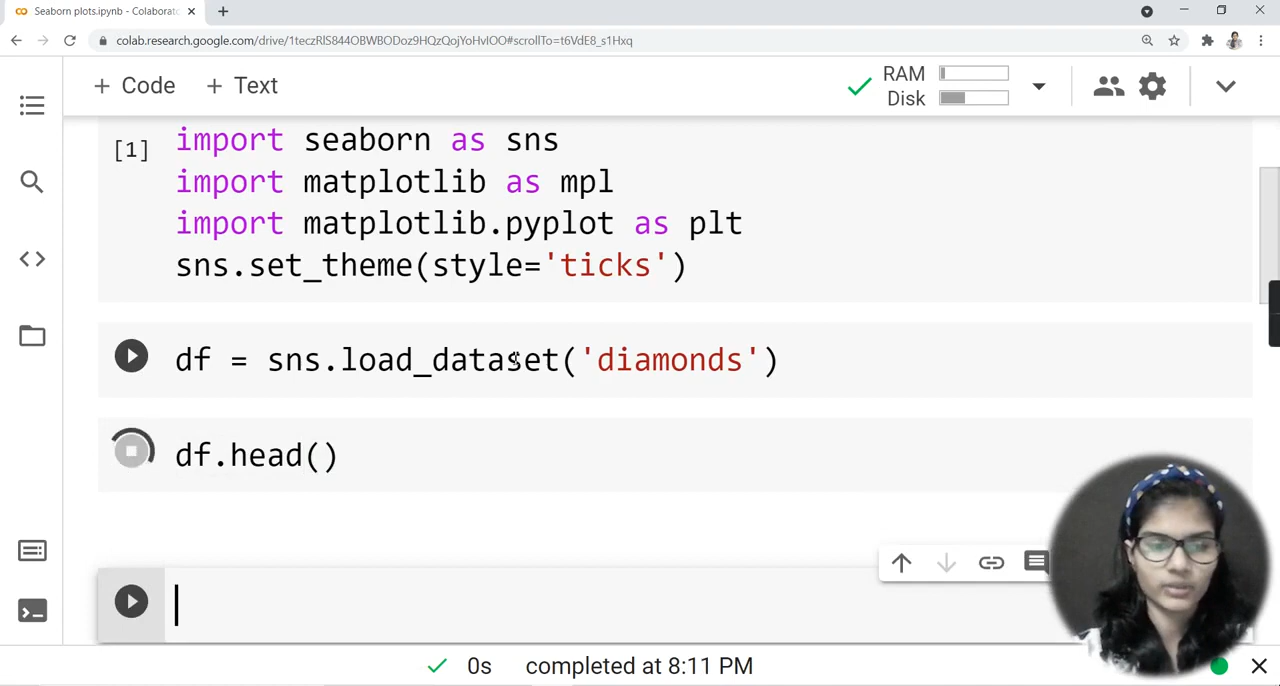 Seaborn plots.ipynb - Colaborato
colab.research.google.com/drive/1teczRlS844OBWBODoz9HQzQojYoHvIOO#scrollTo=t6VdE8_s1Hxq
+ Code + Text
RAM
Disk
[1]
import seaborn as sns
import matplotlib as mpl
import matplotlib.pyplot as plt
sns.set_theme(style='ticks')
df = sns.load_dataset('diamonds')
df.head()
0s completed at 8:11 PM